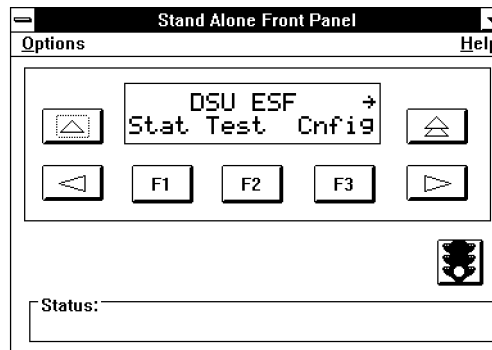 Stand Alone Front Panel
Options Help
DSU ESF →
Stat Test Cnfig
F1 F2 F3
Status: